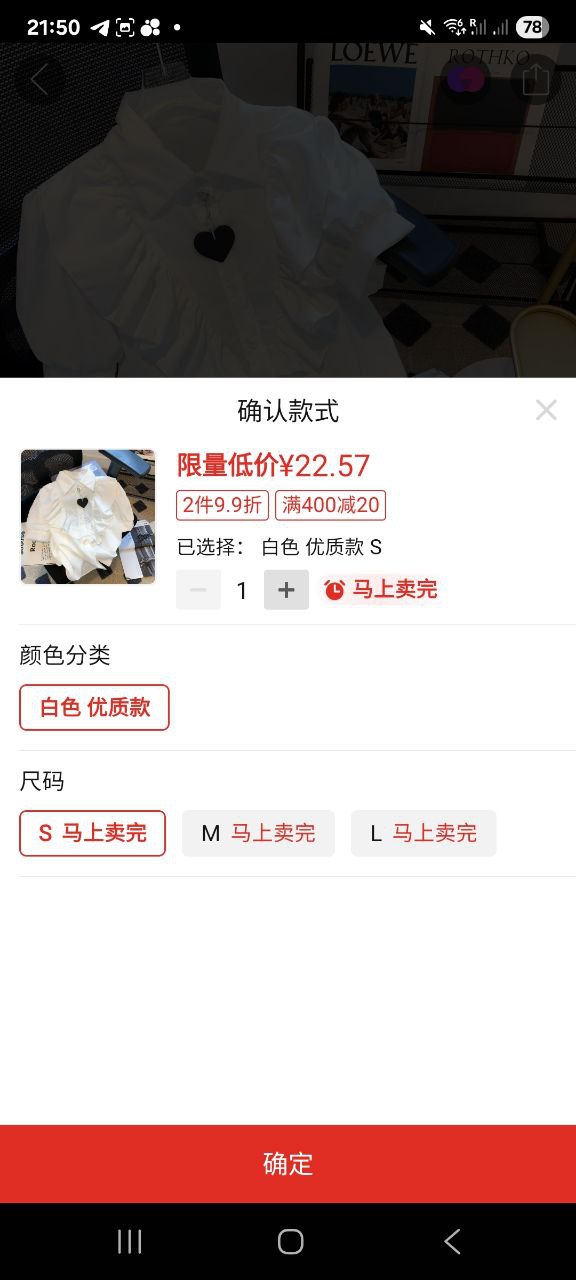 21:50
6
R
78
LOEWE
ROTHKO
确认款式
限量低价¥22.57
2件9.9折 满400减20
已选择： 白色 优质款 S
1 马上卖完
颜色分类
白色 优质款
尺码
S 马上卖完 M 马上卖完 L 马上卖完
确定